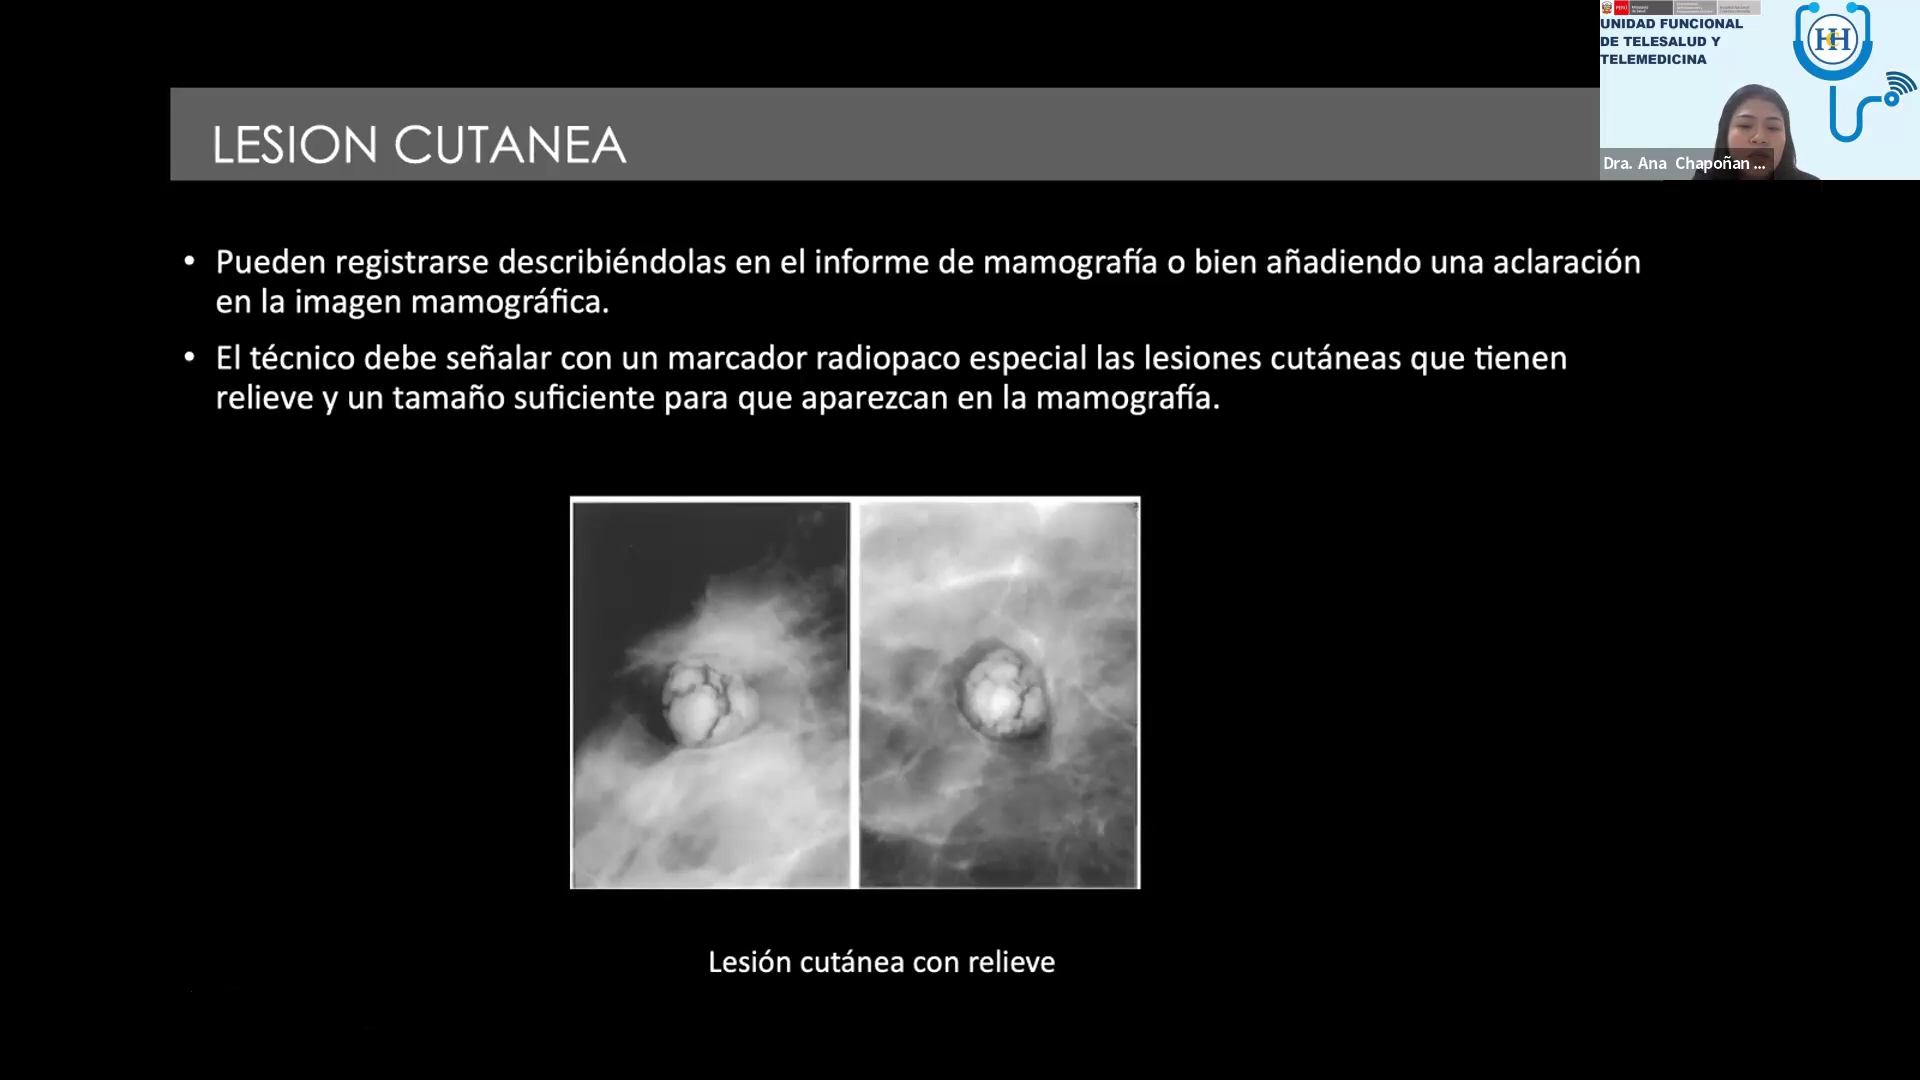 PERÚ
UNIDAD FUNCIONAL
DE TELESALUD Y
TELEMEDICINA
HCH
Dra. Ana Chapoñan ...
LESION CUTANEA
• Pueden registrarse describiéndolas en el informe de mamografía o bien añadiendo una aclaración
en la imagen mamográfica.
• El técnico debe señalar con un marcador radiopaco especial las lesiones cutáneas que tienen
relieve y un tamaño suficiente para que aparezcan en la mamografía.
Lesión cutánea con relieve